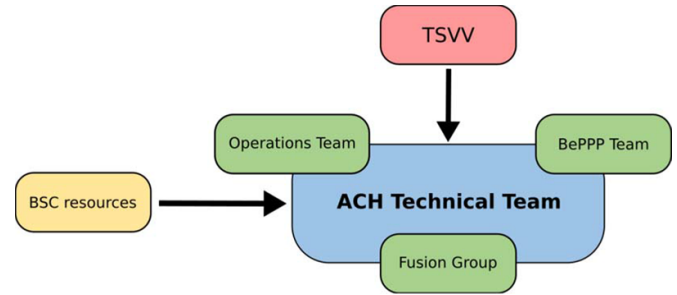 TSVV
Operations Team
BePPP Team
BSC resources
ACH Technical Team
Fusion Group